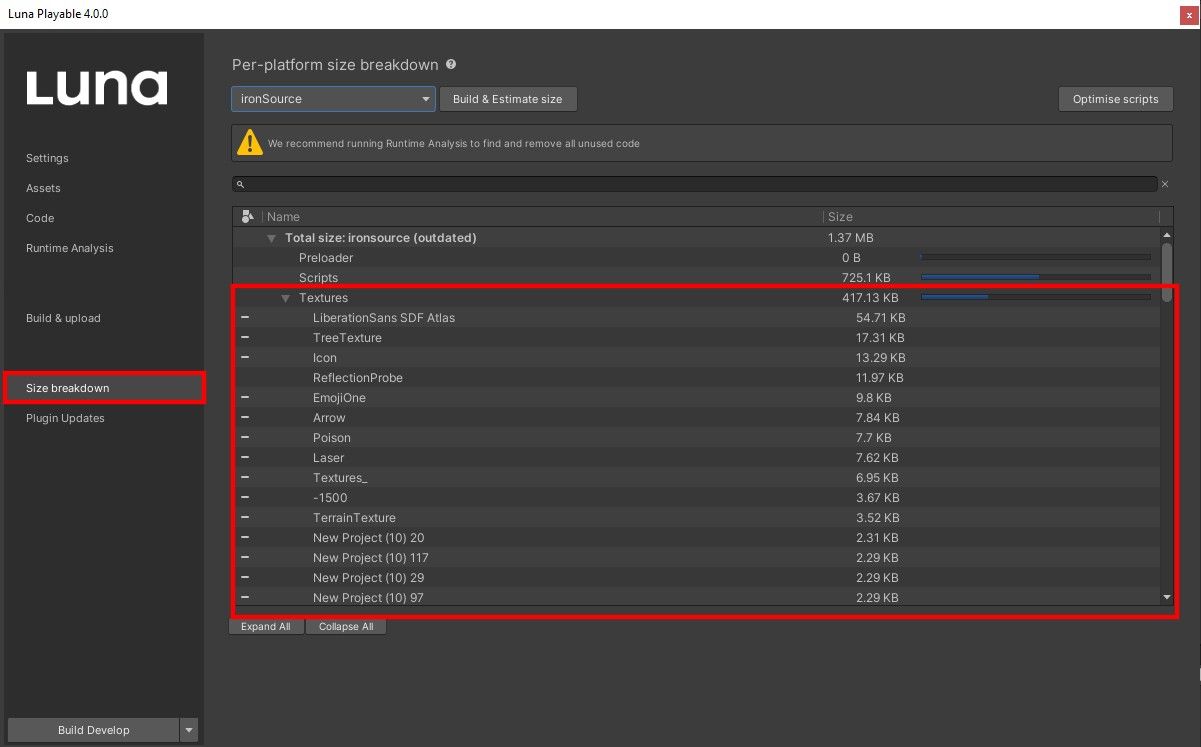 Luna Playable 4.0.0
x
Luna
Settings
Assets
Code
Runtime Analysis
Build & upload
Size breakdown
Plugin Updates
Build Develop
Per-platform size breakdown ?
ironSource
Build & Estimate size
Optimise scripts
We recommend running Runtime Analysis to find and remove all unused code
Name Size
Total size: ironsource (outdated) 1.37 MB
Preloader 0 B
Scripts 725.1 KB
Textures 417.13 KB
LiberationSans SDF Atlas 54.71 KB
TreeTexture 17.31 KB
Icon 13.29 KB
ReflectionProbe 11.97 KB
EmojiOne 9.8 KB
Arrow 7.84 KB
Poison 7.7 KB
Laser 7.62 KB
Textures_ 6.95 KB
-1500 3.67 KB
TerrainTexture 3.52 KB
New Project (10) 20 2.31 KB
New Project (10) 117 2.29 KB
New Project (10) 29 2.29 KB
New Project (10) 97 2.29 KB
Expand All Collapse All